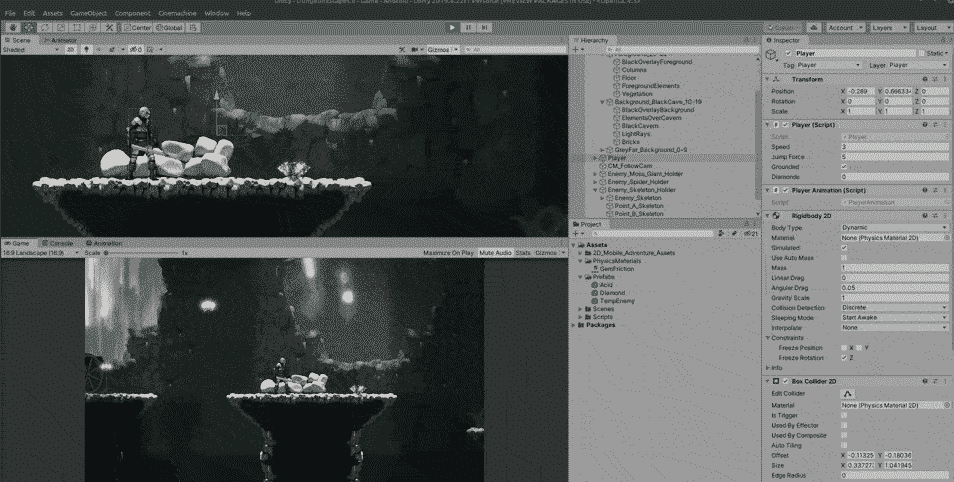 File Edit Assets GameObject Component Cinemachine Window Help
Center Global
Account Layers Layout
Scene Animator
Shaded 2D Gizmos All
Game Console Animation
16:9 Landscape (16:9) Scale 1x Maximize On Play Mute Audio Stats Gizmos
Hierarchy
All
BlackOverlayForeground
Columns
Floor
ForegroundElements
Vegetation
Background_BlackCave_10-19
BlackOverlayBackground
ElementsOverCavern
BlackCavern
LightRays
Bricks
GreyFar_Background_0-9
Player
CM_FollowCam
Enemy_Moss_Giant_Holder
Enemy_Spider_Holder
Enemy_Skeleton_Holder
Enemy_Skeleton
Point_A_Skeleton
Point_B_Skeleton
Project
21
Assets
2D_Mobile_Adventure_Assets
PhysicsMaterials
GemFriction
Prefabs
Acid
Diamond
TempEnemy
Scenes
Scripts
Packages
Inspector
Player Static
Tag Player Layer Player
Transform
Position X -0.289 Y 0.666334 Z 0
Rotation X 0 Y 0 Z 0
Scale X 1 Y 1 Z 1
Player (Script)
Script Player
Speed 3
Jump Force 5
Grounded
Diamonds 0
Player Animation (Script)
Script PlayerAnimation
Rigidbody 2D
Body Type Dynamic
Material None (Physics Material 2D)
Simulated
Use Auto Mass
Mass 1
Linear Drag 0
Angular Drag 0.05
Gravity Scale 1
Collision Detection Discrete
Sleeping Mode Start Awake
Interpolate None
Constraints
Freeze Position X Y
Freeze Rotation Z
Info
Box Collider 2D
Edit Collider
Material None (Physics Material 2D)
Is Trigger
Used By Effector
Used By Composite
Auto Tiling
Offset X -0.11325 Y -0.18036
Size X Y 1.041945
Edge Radius 0